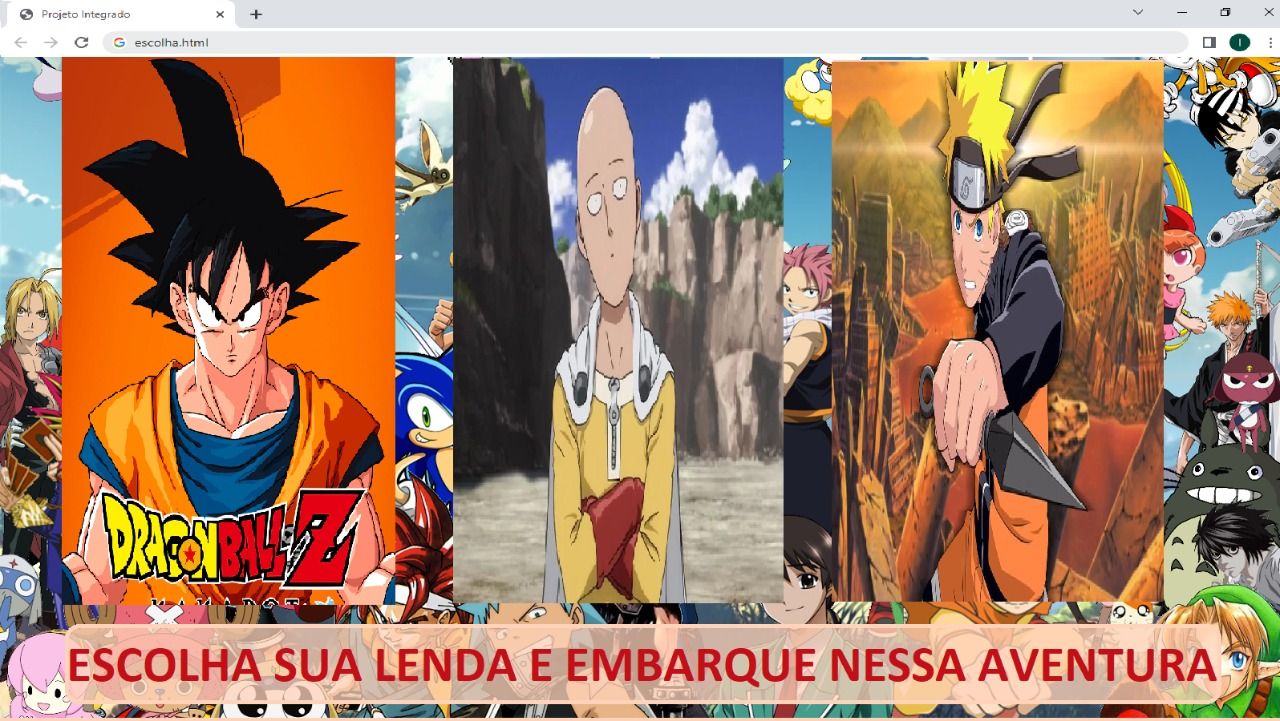 Projeto Integrado
escolha.html
I
DRAGON BALL Z
ESCOLHA SUA LENDA E EMBARQUE NESSA AVENTURA